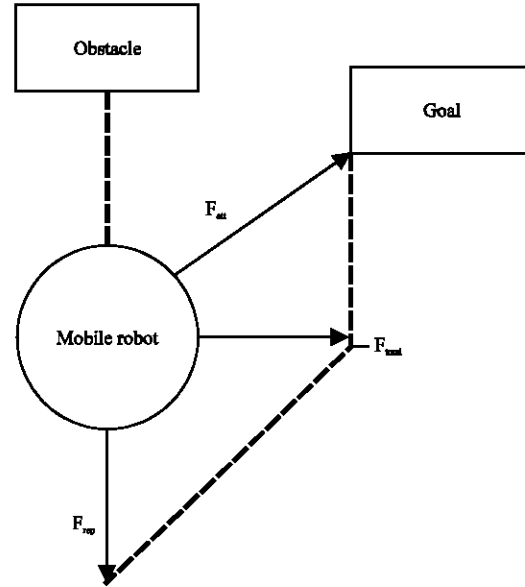 Obstacle
Goal
F_att
Mobile robot
F_total
F_rep